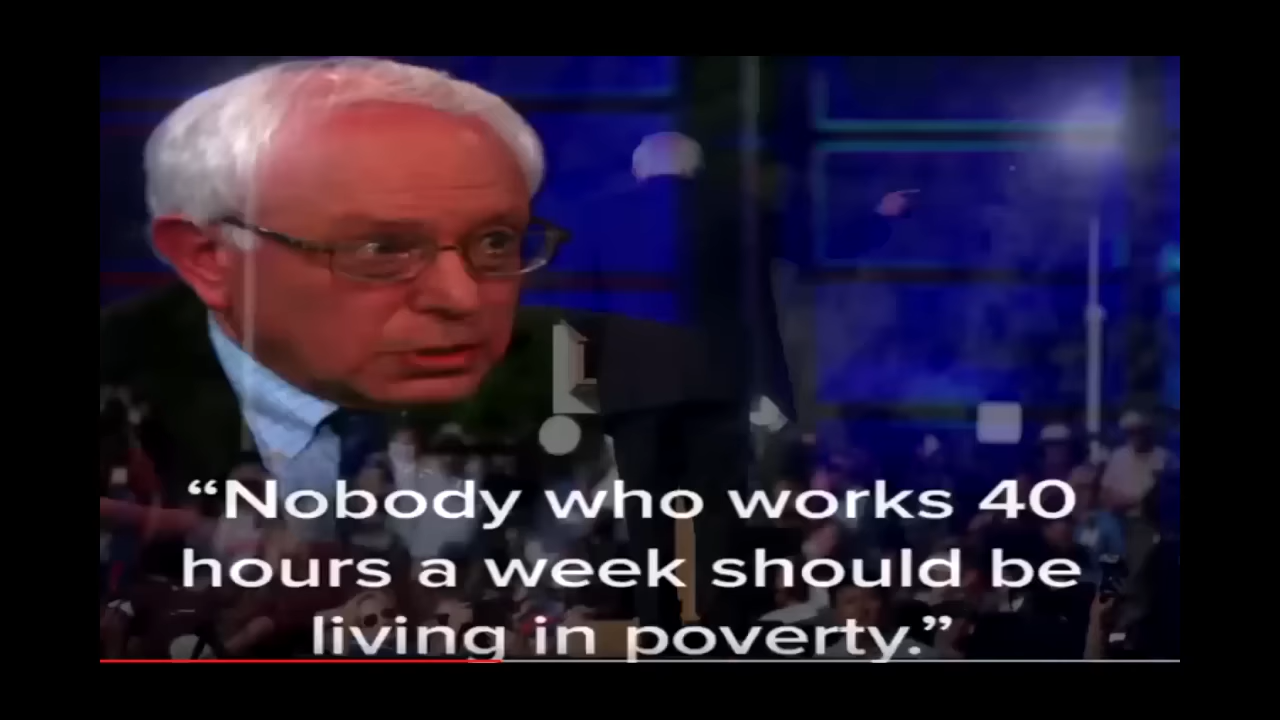 “Nobody who works 40
hours a week should be
living in poverty.”